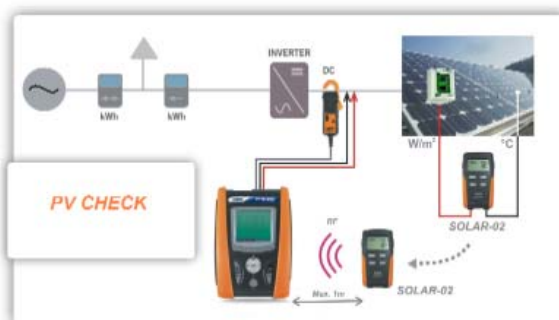 INVERTER
DC
kWh
kWh
W/m²
°C
PV CHECK
SOLAR-02
RF
Max. 1m
SOLAR-02